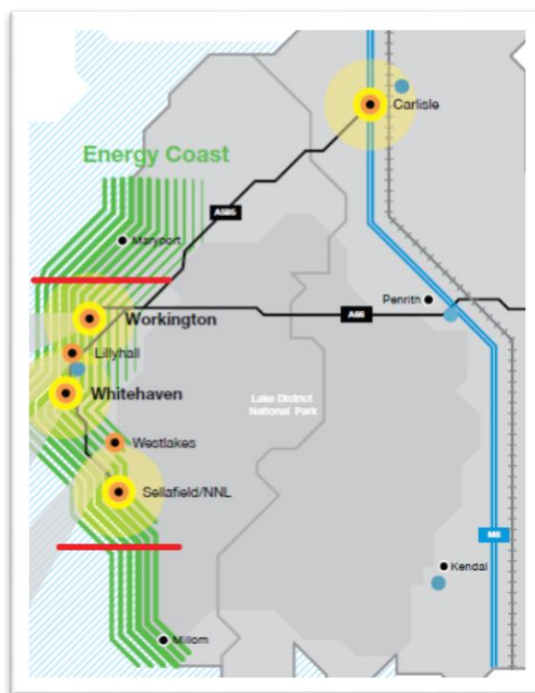 Carlisle
Energy Coast
A595
Maryport
Penrith
Workington
A66
Lillyhall
Whitehaven
Lake District
National Park
Westlakes
Sellafield/NNL
M6
Kendal
Millom